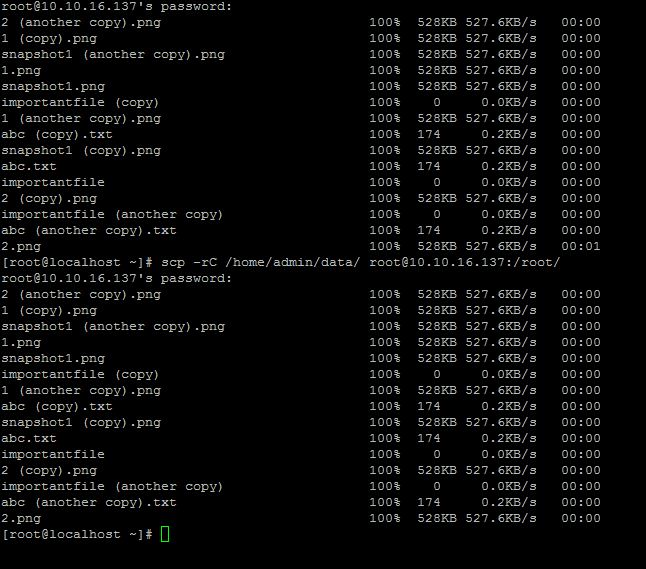 root@10.10.16.137's password:
2 (another copy).png 100% 528KB 527.6KB/s 00:00
1 (copy).png 100% 528KB 527.6KB/s 00:00
snapshot1 (another copy).png 100% 528KB 527.6KB/s 00:00
1.png 100% 528KB 527.6KB/s 00:00
snapshot1.png 100% 528KB 527.6KB/s 00:00
importantfile (copy) 100% 0 0.0KB/s 00:00
1 (another copy).png 100% 528KB 527.6KB/s 00:00
abc (copy).txt 100% 174 0.2KB/s 00:00
snapshot1 (copy).png 100% 528KB 527.6KB/s 00:00
abc.txt 100% 174 0.2KB/s 00:00
importantfile 100% 0 0.0KB/s 00:00
2 (copy).png 100% 528KB 527.6KB/s 00:00
importantfile (another copy) 100% 0 0.0KB/s 00:00
abc (another copy).txt 100% 174 0.2KB/s 00:00
2.png 100% 528KB 527.6KB/s 00:01
[root@localhost ~]# scp -rC /home/admin/data/ root@10.10.16.137:/root/
root@10.10.16.137's password:
2 (another copy).png 100% 528KB 527.6KB/s 00:00
1 (copy).png 100% 528KB 527.6KB/s 00:00
snapshot1 (another copy).png 100% 528KB 527.6KB/s 00:00
1.png 100% 528KB 527.6KB/s 00:00
snapshot1.png 100% 528KB 527.6KB/s 00:00
importantfile (copy) 100% 0 0.0KB/s 00:00
1 (another copy).png 100% 528KB 527.6KB/s 00:00
abc (copy).txt 100% 174 0.2KB/s 00:00
snapshot1 (copy).png 100% 528KB 527.6KB/s 00:00
abc.txt 100% 174 0.2KB/s 00:00
importantfile 100% 0 0.0KB/s 00:00
2 (copy).png 100% 528KB 527.6KB/s 00:00
importantfile (another copy) 100% 0 0.0KB/s 00:00
abc (another copy).txt 100% 174 0.2KB/s 00:00
2.png 100% 528KB 527.6KB/s 00:00
[root@localhost ~]#